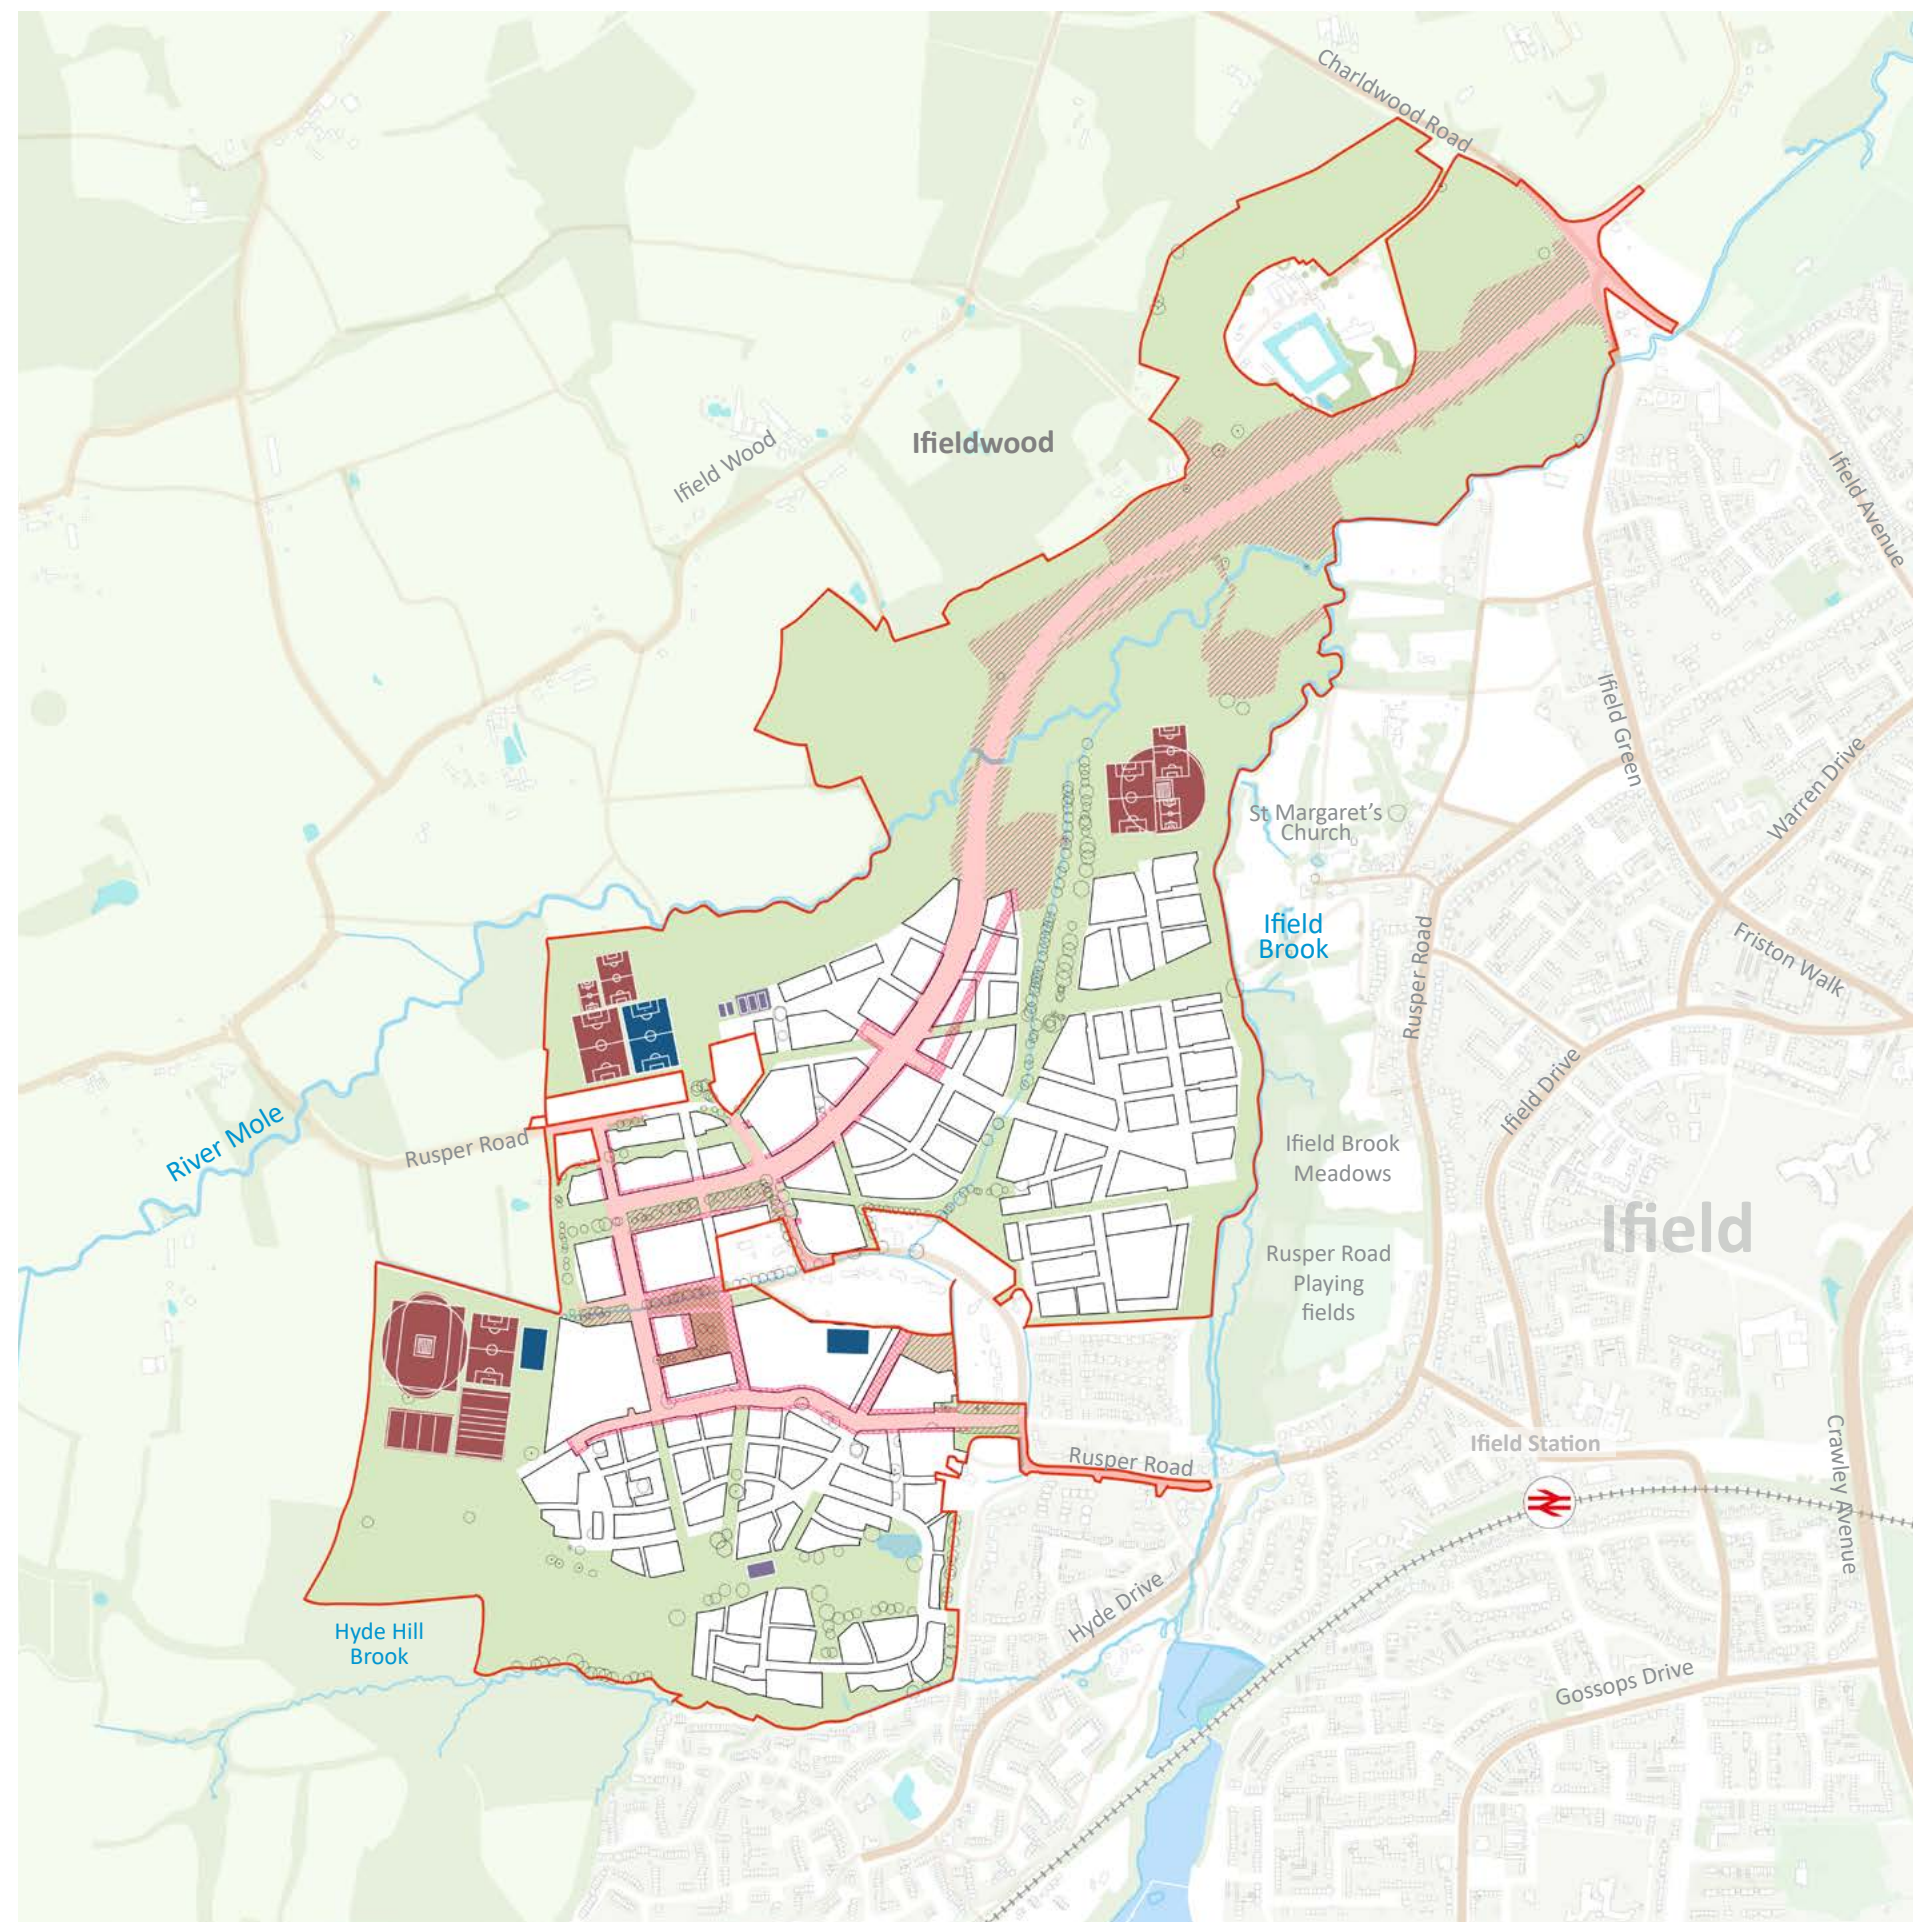 Charldwood Road
Ifieldwood
Ifield Wood
Ifield Avenue
Ifield Green
Warren Drive
St Margaret's
Church
Ifield
Brook
Rusper Road
Friston Walk
Ifield Drive
River Mole
Rusper Road
Ifield Brook
Meadows
Ifield
Rusper Road
Playing
fields
Crawley Avenue
Ifield Station
Rusper Road
Hyde Drive
Hyde Hill
Brook
Gossops Drive